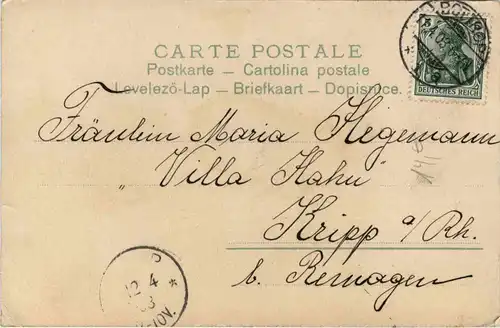 CARTE POSTALE
Postkarte — Cartolina postale
Levelező-Lap — Briefkaart — Dopisnice.
DEUTSCHES REICH
Fräulein Maria Hegemann
„Villa Hahn"
Kripp a/Rh.
b. Remagen
12 4
03